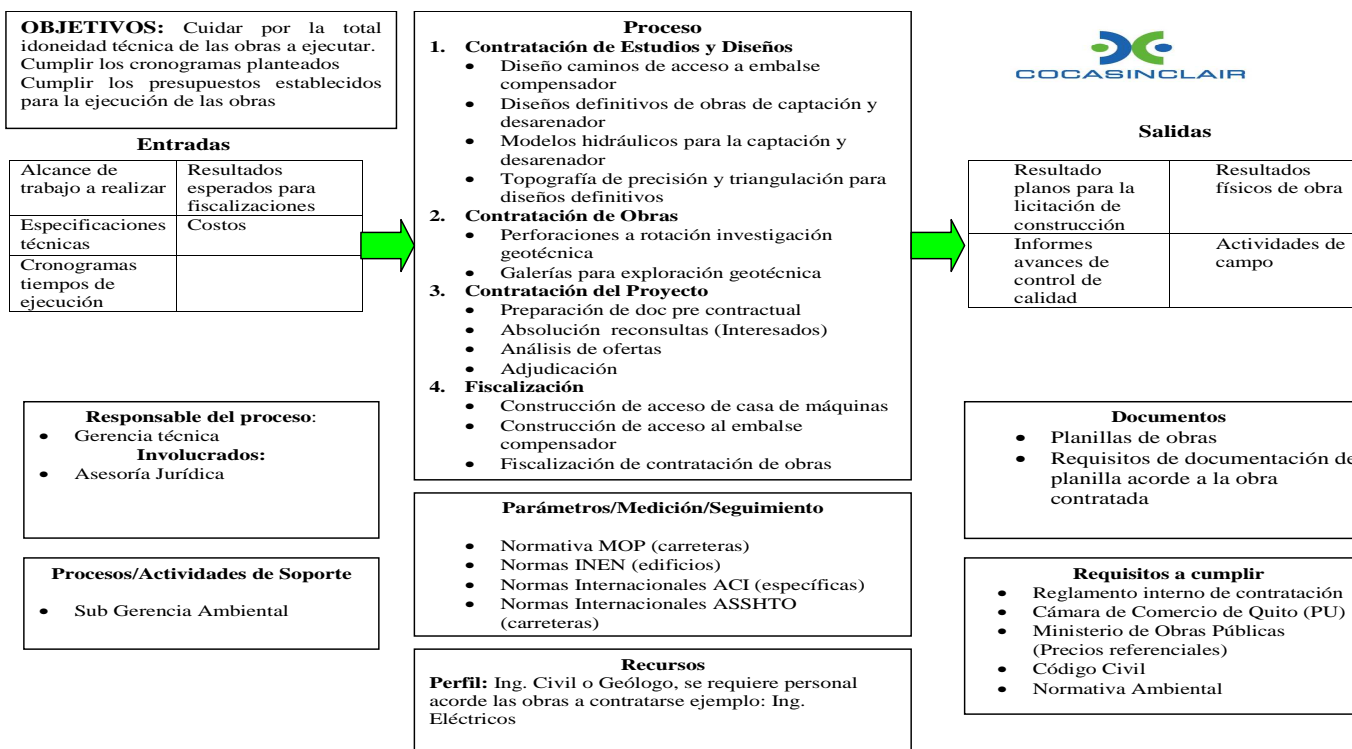 OBJETIVOS: Cuidar por la total
idoneidad técnica de las obras a ejecutar.
Cumplir los cronogramas planteados
Cumplir los presupuestos establecidos
para la ejecución de las obras
Entradas
Alcance de
trabajo a realizar
Resultados
esperados para
fiscalizaciones
Especificaciones
técnicas
Costos
Cronogramas
tiempos de
ejecución
Responsable del proceso:
• Gerencia técnica
Involucrados:
• Asesoría Jurídica
Procesos/Actividades de Soporte
• Sub Gerencia Ambiental
Proceso
1. Contratación de Estudios y Diseños
• Diseño caminos de acceso a embalse
compensador
• Diseños definitivos de obras de captación y
desarenador
• Modelos hidráulicos para la captación y
desarenador
• Topografía de precisión y triangulación para
diseños definitivos
2. Contratación de Obras
• Perforaciones a rotación investigación
geotécnica
• Galerías para exploración geotécnica
3. Contratación del Proyecto
• Preparación de doc pre contractual
• Absolución reconsultas (Interesados)
• Análisis de ofertas
• Adjudicación
4. Fiscalización
• Construcción de acceso de casa de máquinas
• Construcción de acceso al embalse
compensador
• Fiscalización de contratación de obras
Parámetros/Medición/Seguimiento
• Normativa MOP (carreteras)
• Normas INEN (edificios)
• Normas Internacionales ACI (específicas)
• Normas Internacionales ASSHTO
(carreteras)
Recursos
Perfil: Ing. Civil o Geólogo, se requiere personal
acorde las obras a contratarse ejemplo: Ing.
Eléctricos
COCASINCLAIR
Salidas
Resultado
planos para la
licitación de
construcción
Resultados
físicos de obra
Informes
avances de
control de
calidad
Actividades de
campo
Documentos
• Planillas de obras
• Requisitos de documentación de
planilla acorde a la obra
contratada
Requisitos a cumplir
• Reglamento interno de contratación
• Cámara de Comercio de Quito (PU)
• Ministerio de Obras Públicas
(Precios referenciales)
• Código Civil
• Normativa Ambiental